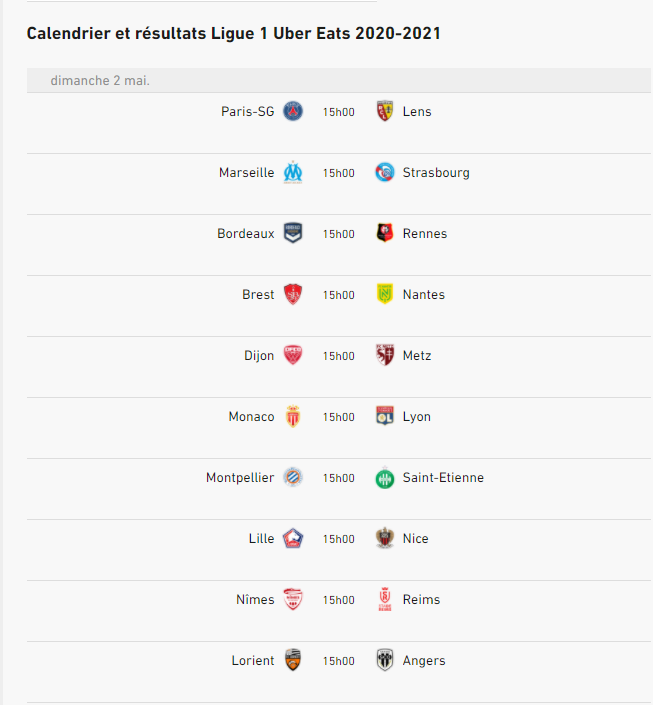 Calendrier et résultats Ligue 1 Uber Eats 2020-2021
dimanche 2 mai.
Paris-SG 15h00 Lens
Marseille 15h00 Strasbourg
Bordeaux 15h00 Rennes
Brest 15h00 Nantes
Dijon 15h00 Metz
Monaco 15h00 Lyon
Montpellier 15h00 Saint-Etienne
Lille 15h00 Nice
Nîmes 15h00 Reims
Lorient 15h00 Angers